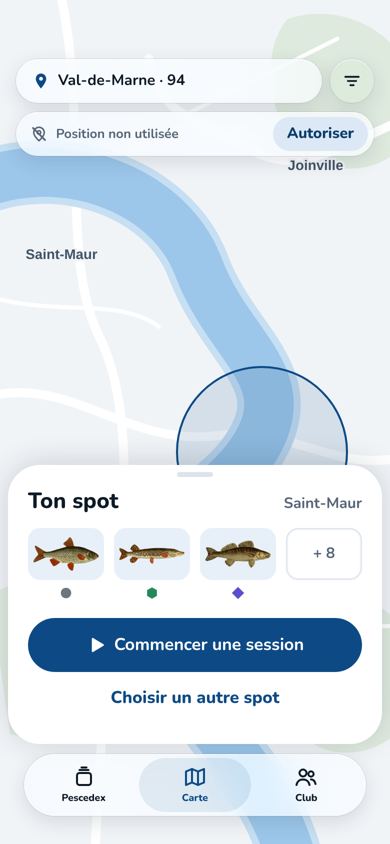 Val-de-Marne · 94
Position non utilisée
Autoriser
Joinville
Saint-Maur
Ton spot
Saint-Maur
+ 8
Commencer une session
Choisir un autre spot
Pescedex
Carte
Club